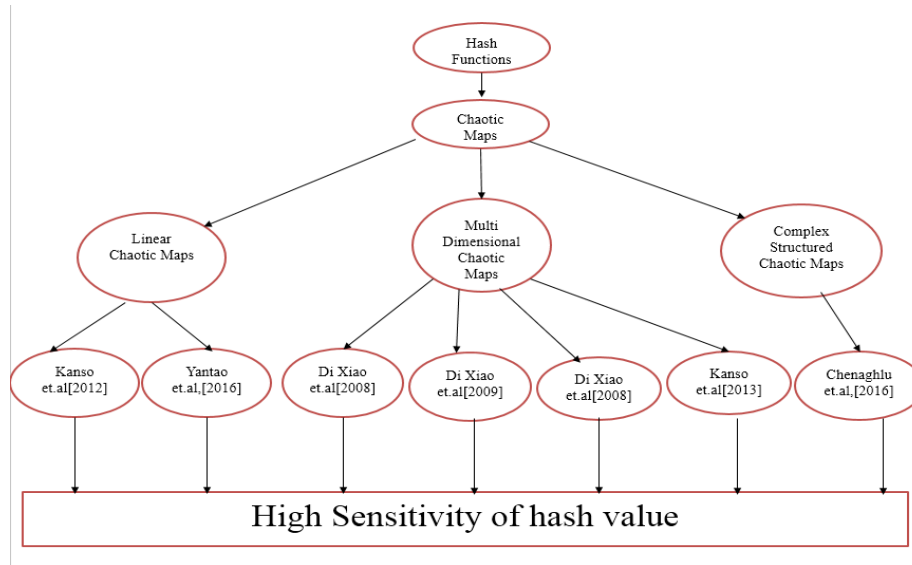 Hash
Functions
Chaotic
Maps
Linear
Chaotic Maps
Multi
Dimensional
Chaotic
Maps
Complex
Structured
Chaotic Maps
Kanso
et.al[2012]
Yantao
et.al,[2016]
Di Xiao
et.al[2008]
Di Xiao
et.al[2009]
Di Xiao
et.al[2008]
Kanso
et.al[2013]
Chenaghlu
et.al,[2016]
High Sensitivity of hash value